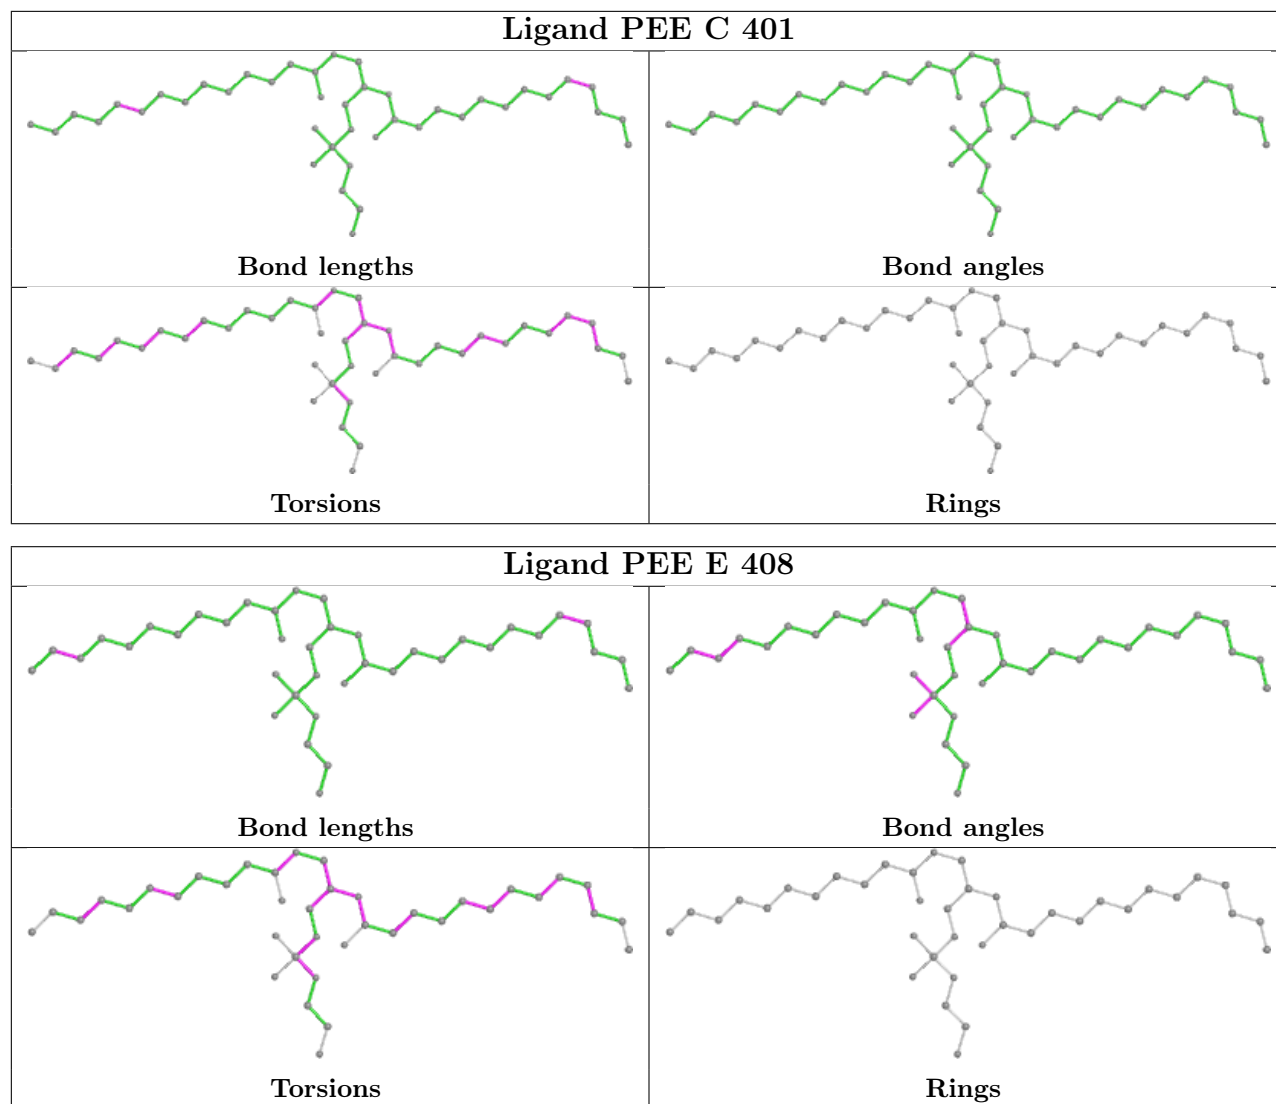 Ligand PEE C 401
Bond lengths
Bond angles
Torsions
Rings
Ligand PEE E 408
Bond lengths
Bond angles
Torsions
Rings